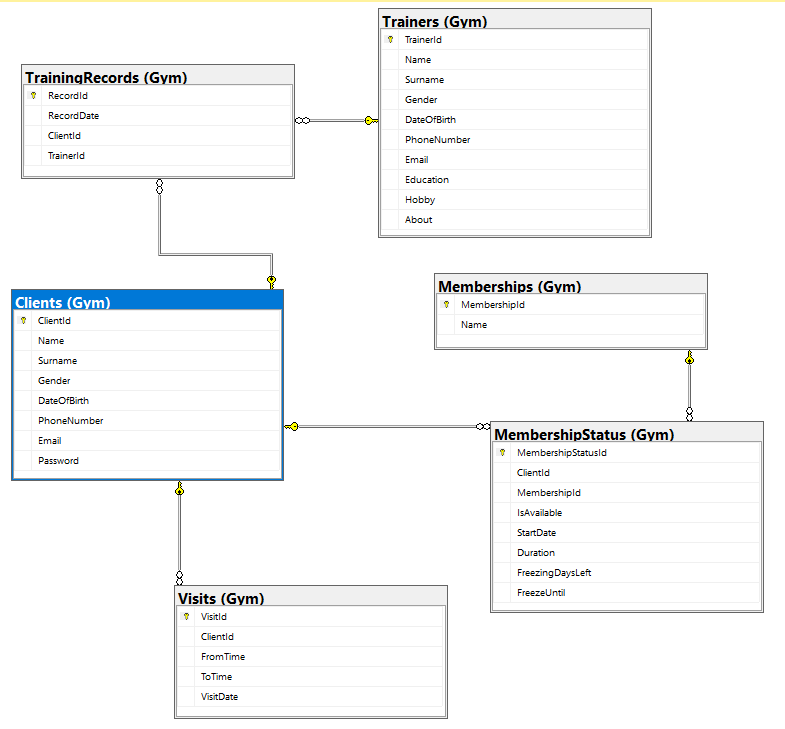 Trainers (Gym)
TrainerId
Name
Surname
Gender
DateOfBirth
PhoneNumber
Email
Education
Hobby
About
TrainingRecords (Gym)
RecordId
RecordDate
ClientId
TrainerId
Clients (Gym)
ClientId
Name
Surname
Gender
DateOfBirth
PhoneNumber
Email
Password
Memberships (Gym)
MembershipId
Name
MembershipStatus (Gym)
MembershipStatusId
ClientId
MembershipId
IsAvailable
StartDate
Duration
FreezingDaysLeft
FreezeUntil
Visits (Gym)
VisitId
ClientId
FromTime
ToTime
VisitDate